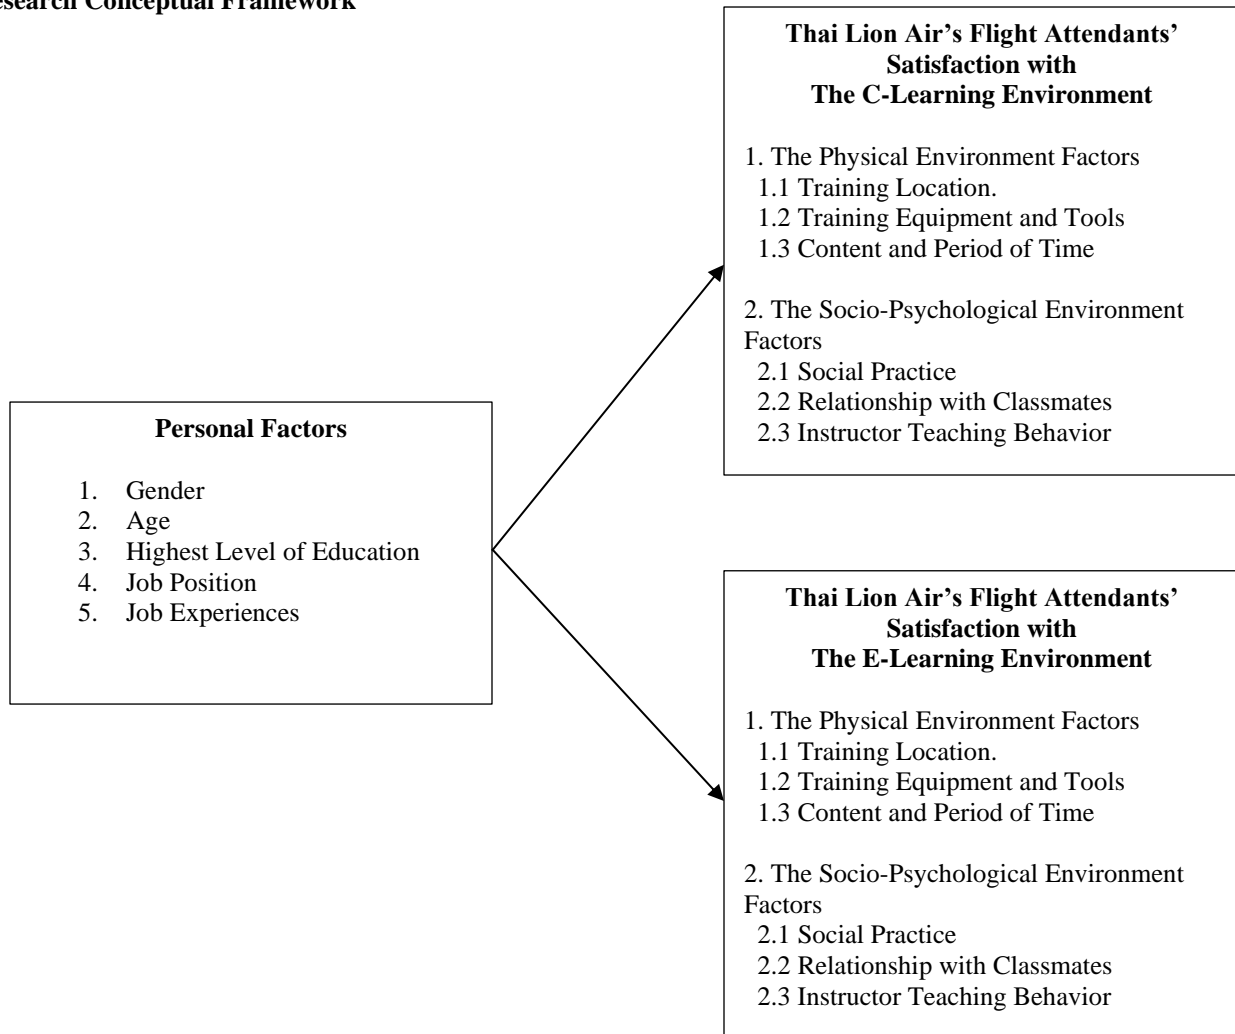 esearch Conceptual Framework
Thai Lion Air’s Flight Attendants’
Satisfaction with
The C-Learning Environment
1. The Physical Environment Factors
1.1 Training Location.
1.2 Training Equipment and Tools
1.3 Content and Period of Time
2. The Socio-Psychological Environment
Factors
2.1 Social Practice
2.2 Relationship with Classmates
2.3 Instructor Teaching Behavior
Personal Factors
1. Gender
2. Age
3. Highest Level of Education
4. Job Position
5. Job Experiences
Thai Lion Air’s Flight Attendants’
Satisfaction with
The E-Learning Environment
1. The Physical Environment Factors
1.1 Training Location.
1.2 Training Equipment and Tools
1.3 Content and Period of Time
2. The Socio-Psychological Environment
Factors
2.1 Social Practice
2.2 Relationship with Classmates
2.3 Instructor Teaching Behavior